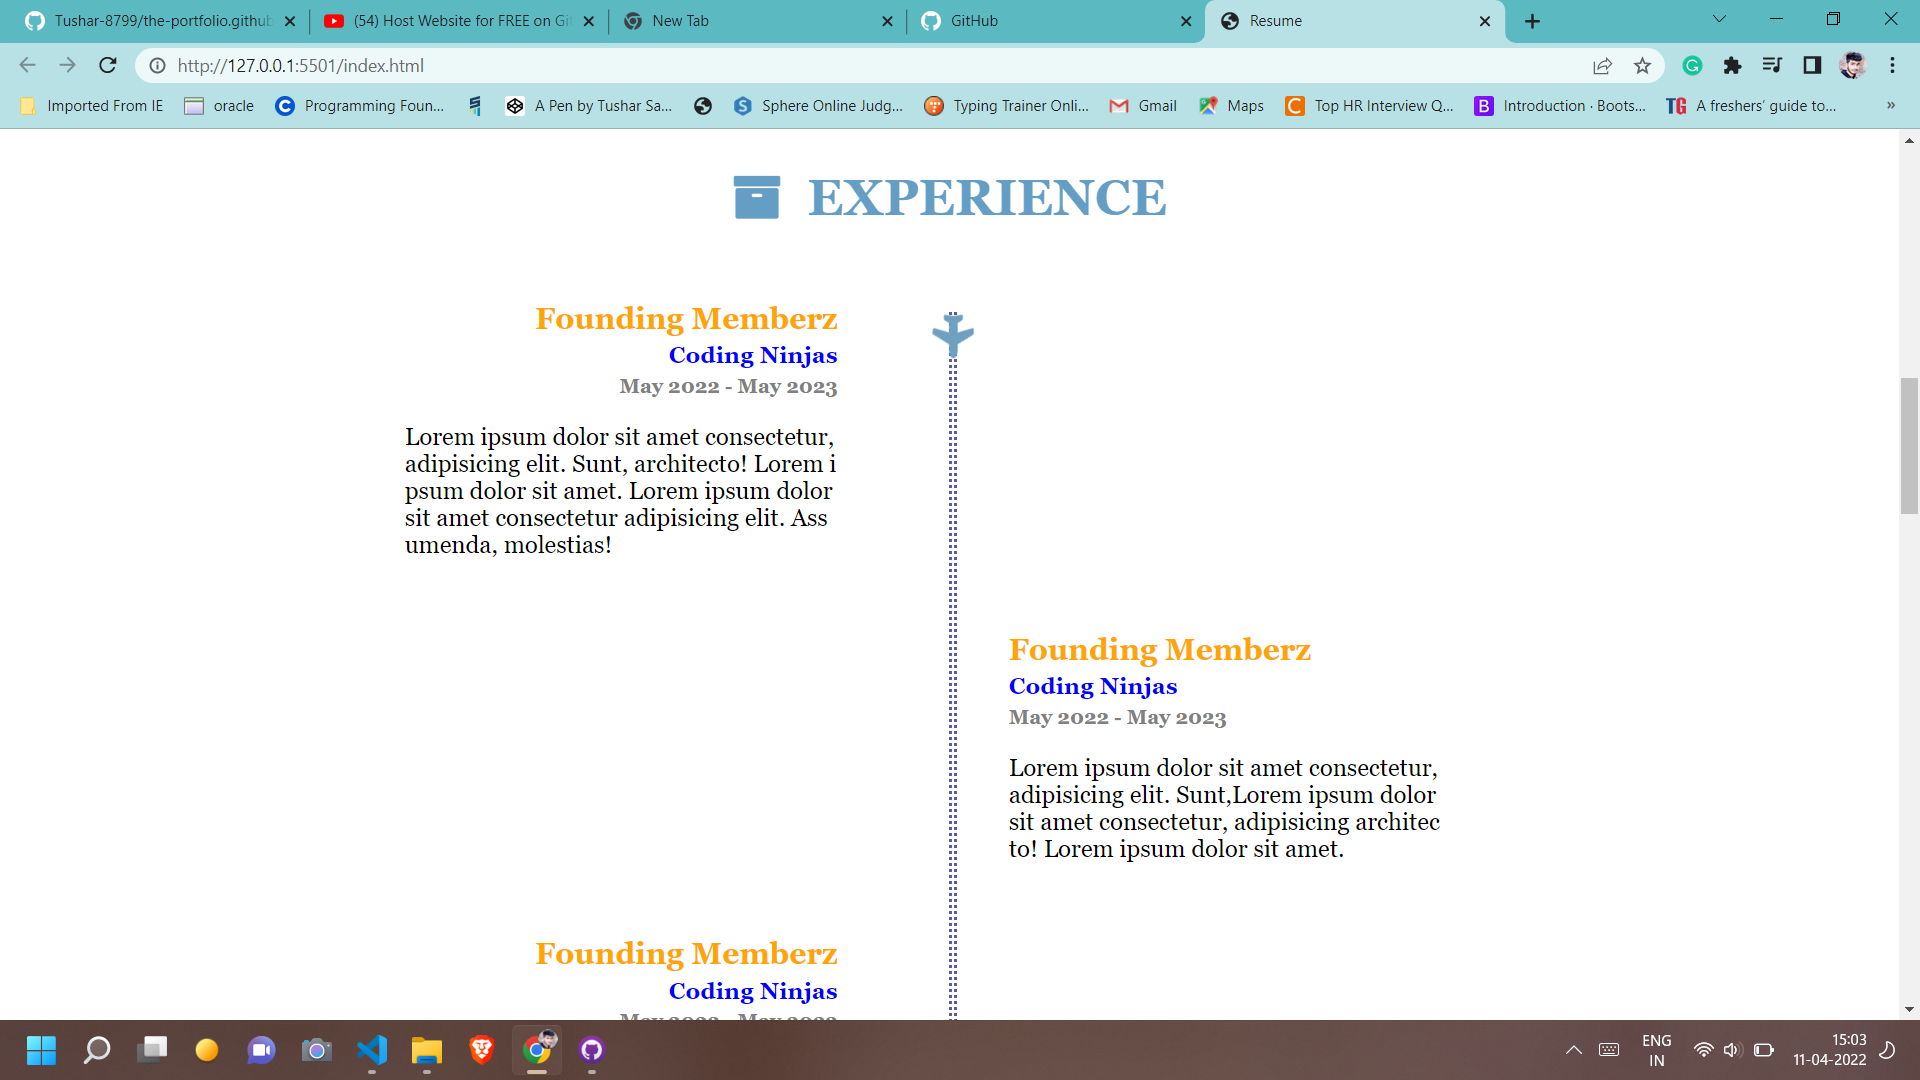 Tushar-8799/the-portfolio.github
(54) Host Website for FREE on Git
New Tab
GitHub
Resume
http://127.0.0.1:5501/index.html
Imported From IE
oracle
Programming Foun...
A Pen by Tushar Sa...
Sphere Online Judg...
Typing Trainer Onli...
Gmail
Maps
Top HR Interview Q...
Introduction · Boots...
A freshers' guide to...
»
EXPERIENCE
Founding Memberz
Coding Ninjas
May 2022 - May 2023
Lorem ipsum dolor sit amet consectetur,
adipisicing elit. Sunt, architecto! Lorem i
psum dolor sit amet. Lorem ipsum dolor
sit amet consectetur adipisicing elit. Ass
umenda, molestias!
Founding Memberz
Coding Ninjas
May 2022 - May 2023
Lorem ipsum dolor sit amet consectetur,
adipisicing elit. Sunt,Lorem ipsum dolor
sit amet consectetur, adipisicing architec
to! Lorem ipsum dolor sit amet.
Founding Memberz
Coding Ninjas
May 2022 - May 2023
ENG
IN
15:03
11-04-2022